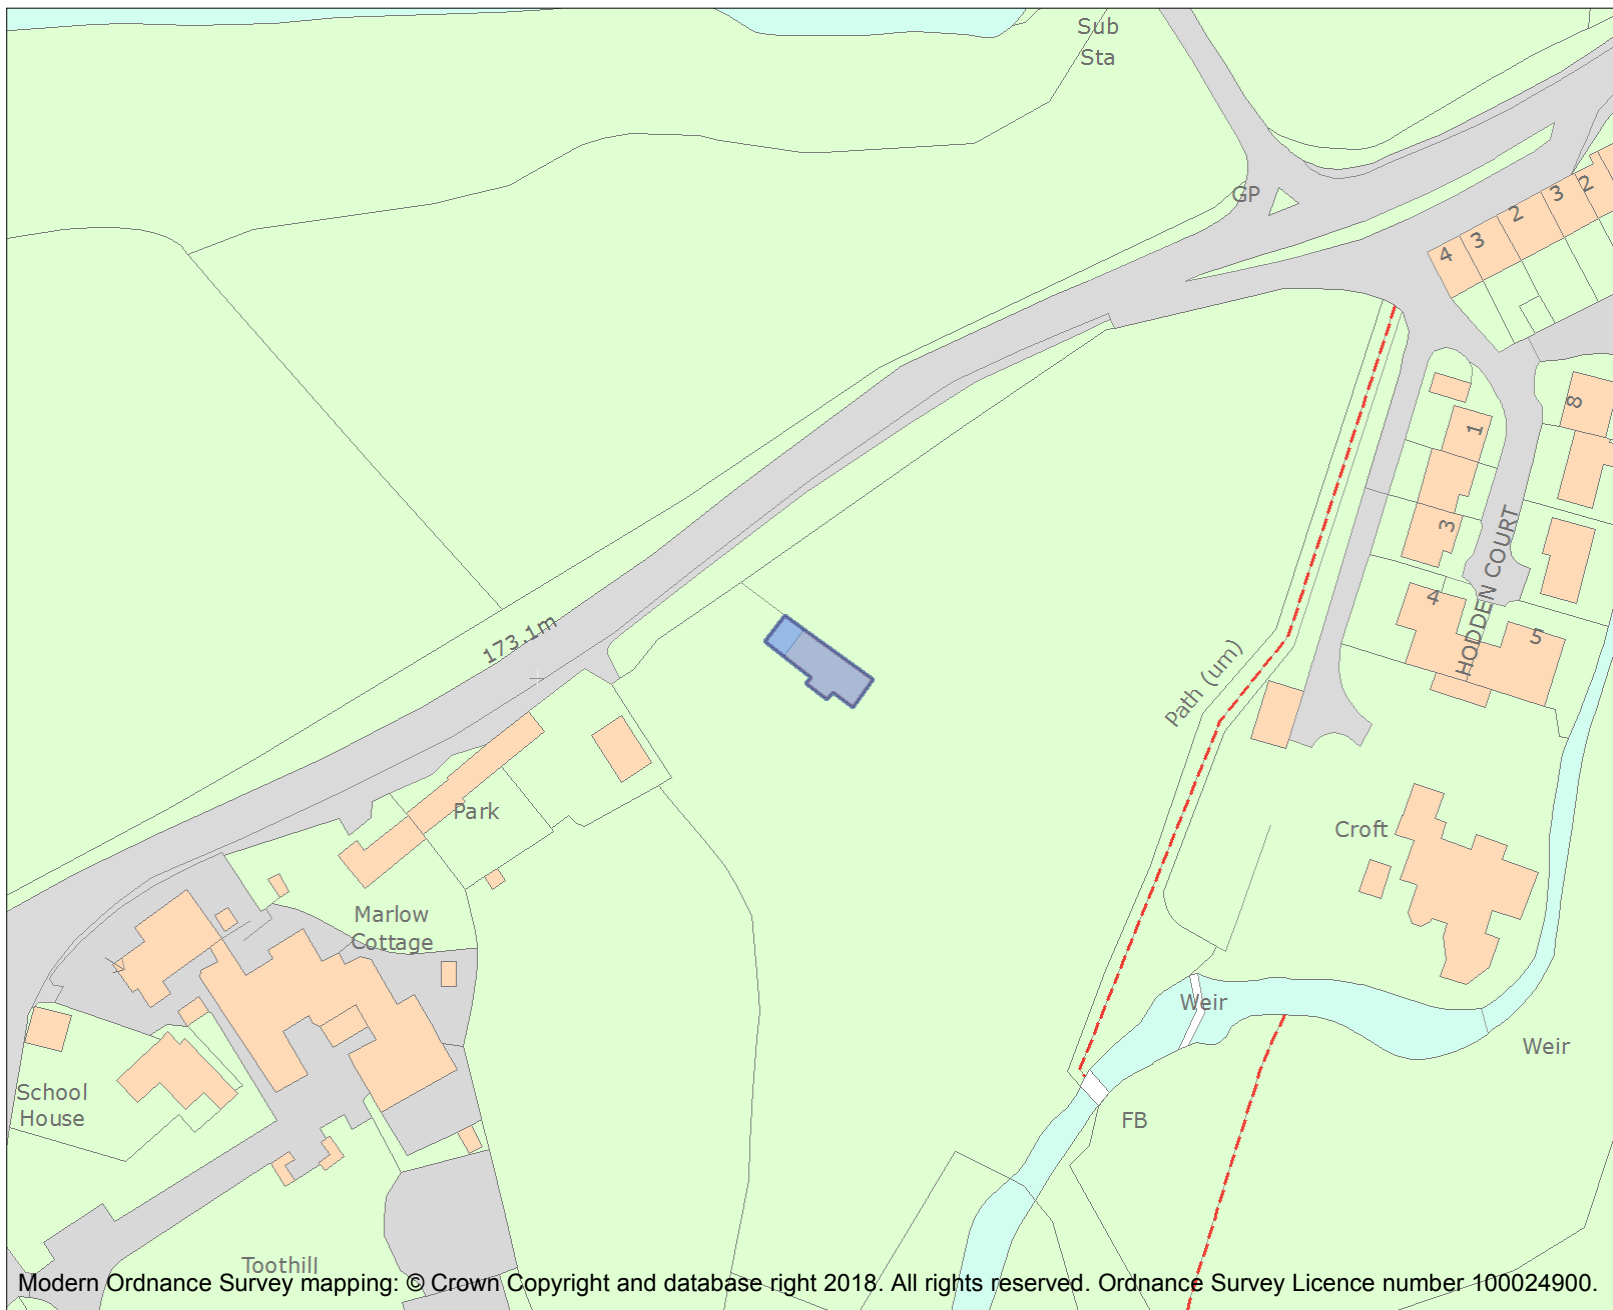 Sub
Sta
GP
2
3
2
3
4
8
1
3
HODDEN COURT
4
5
173.1m
Path (um)
Park
Croft
Marlow
Cottage
Weir
Weir
School
House
FB
Toothill
Modern Ordnance Survey mapping: © Crown Copyright and database right 2018. All rights reserved. Ordnance Survey Licence number 100024900.